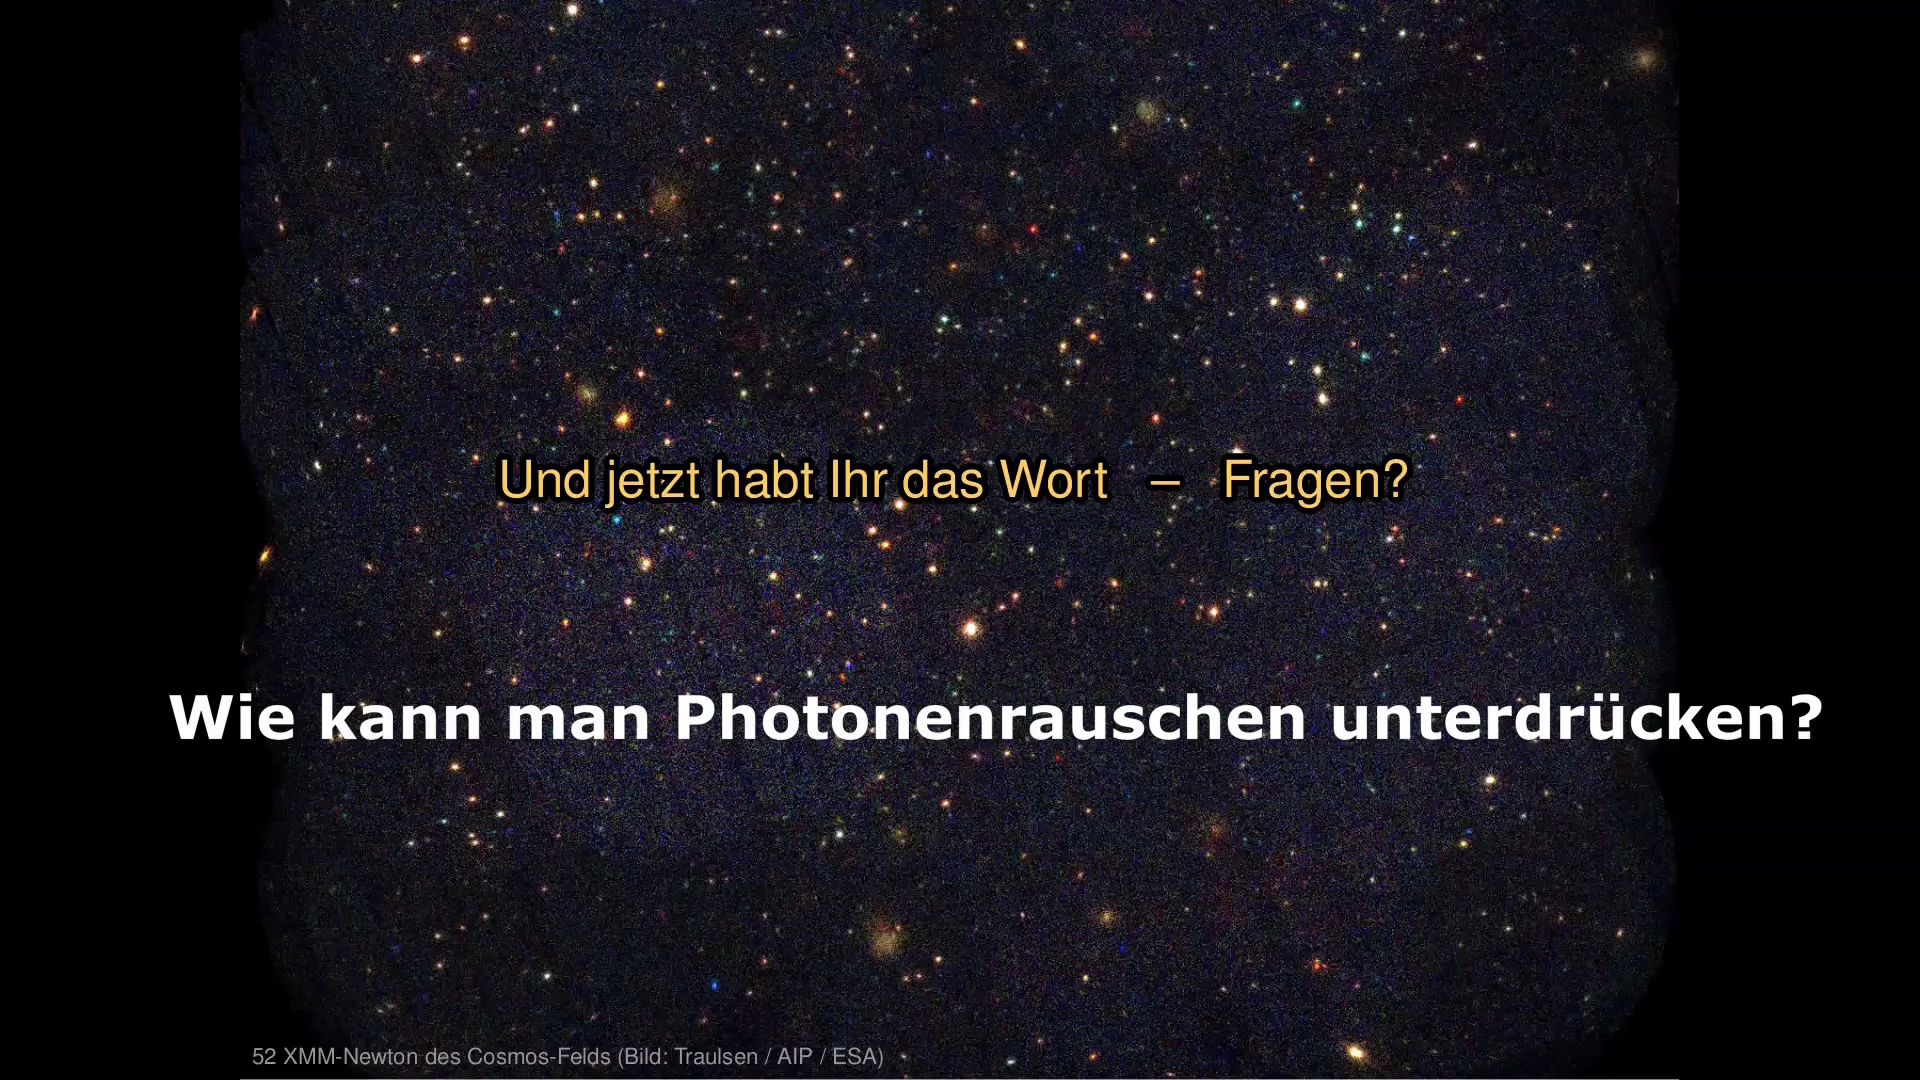 Und jetzt habt Ihr das Wort – Fragen?
Wie kann man Photonenrauschen unterdrücken?
52 XMM-Newton des Cosmos-Felds (Bild: Traulsen / AIP / ESA)